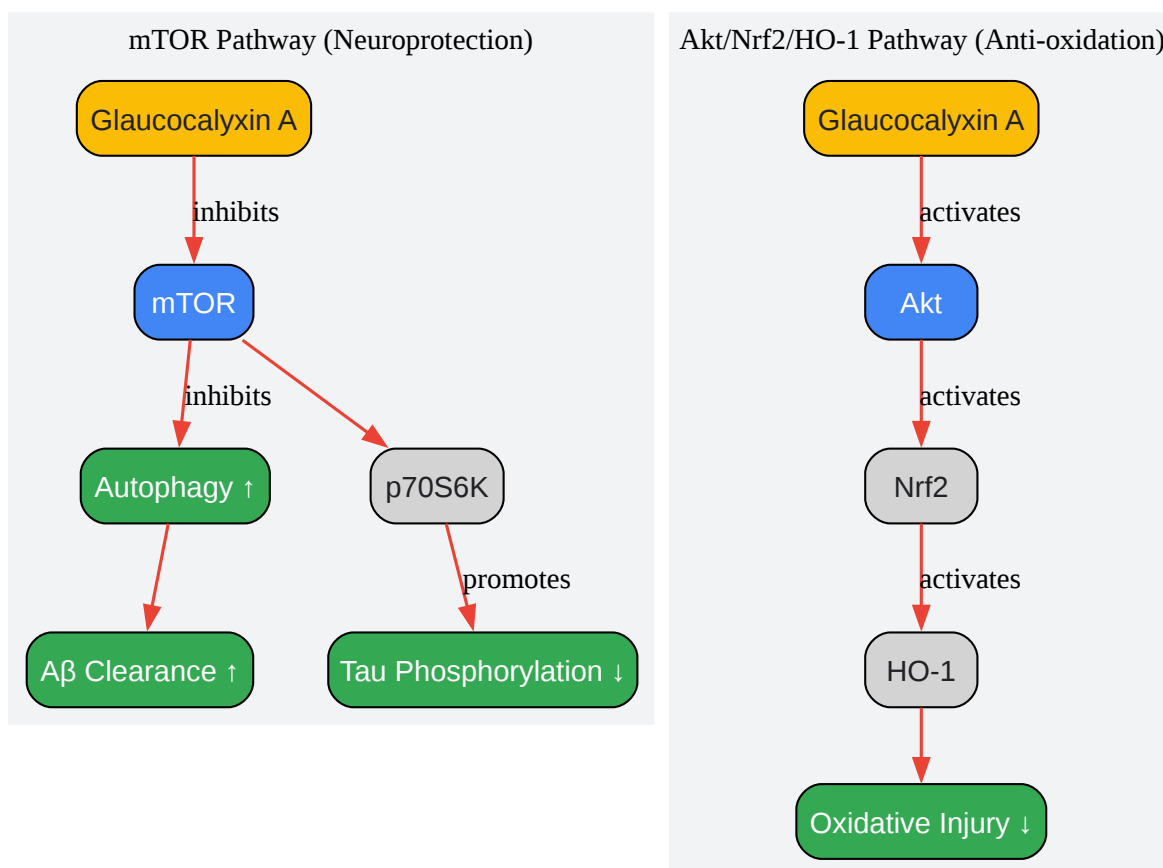 mTOR Pathway (Neuroprotection)
Glaucocalyxin A
inhibits
mTOR
inhibits
Autophagy ↑
p70S6K
promotes
Aβ Clearance ↑
Tau Phosphorylation ↓
Akt/Nrf2/HO-1 Pathway (Anti-oxidation)
Glaucocalyxin A
activates
Akt
activates
Nrf2
activates
HO-1
Oxidative Injury ↓